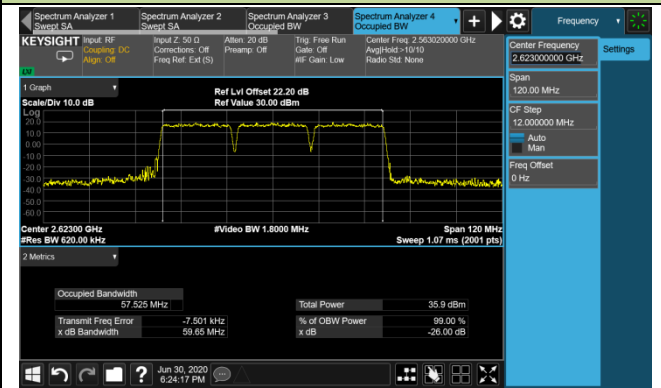 Spectrum Analyzer 1
Swept SA
Spectrum Analyzer 2
Swept SA
Spectrum Analyzer 3
Swept SA
Spectrum Analyzer 4
Occupied BW
Frequency
KEYSIGHT
Input: RF
Coupling: DC
Align: Off
Input Z: 50 Ω
Corrections: Off
Freq Ref: Ext (S)
Atten: 20 dB
Preamp: Off
Trig: Free Run
Gate: Off
#IF Gain: Low
Center Freq: 2.563020000 GHz
Avg|Hold:>10/10
Radio Std: None
Center Frequency
2.623000000 GHz
Settings
Span
120.00 MHz
CF Step
12.000000 MHz
Auto
Man
Freq Offset
0 Hz
1 Graph
Scale/Div 10.0 dB
Ref Lvl Offset 22.20 dB
Ref Value 30.00 dBm
Log
20.0
10.0
0.00
-10.0
-20.0
-30.0
-40.0
-50.0
-60.0
Center 2.62300 GHz
#Res BW 620.00 kHz
#Video BW 1.8000 MHz
Span 120 MHz
Sweep 1.07 ms (2001 pts)
2 Metrics
Occupied Bandwidth
57.525 MHz
Total Power 35.9 dBm
Transmit Freq Error -7.501 kHz
% of OBW Power 99.00 %
x dB Bandwidth 59.65 MHz
x dB -26.00 dB
?
Jun 30, 2020
6:24:17 PM